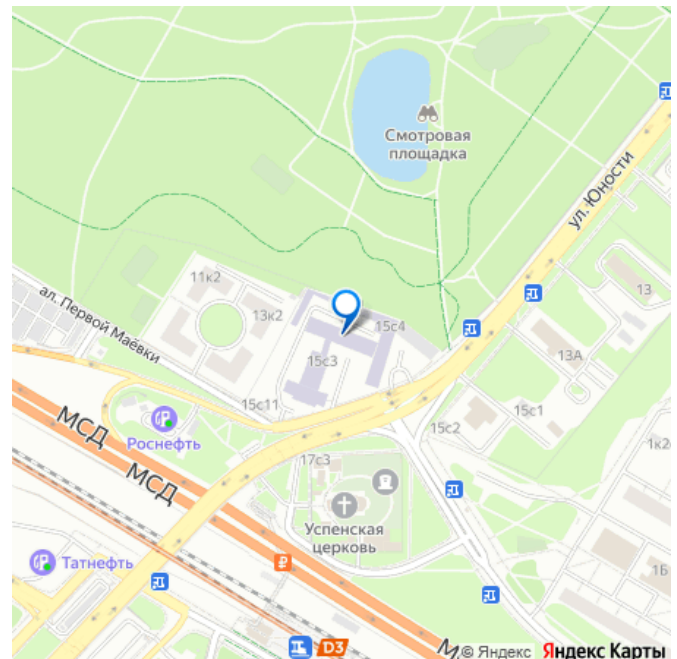 Смотровая
площадка
ул. Юности
11к2
13к2
ал. Первой Маёвки
15с4
13
13А
15с3
15с11
15с1
15с2
Роснефть
МСД
МСД
17с3
1к2
Успенская
церковь
Татнефть
₽
1Б
D3
© Яндекс Яндекс Карты